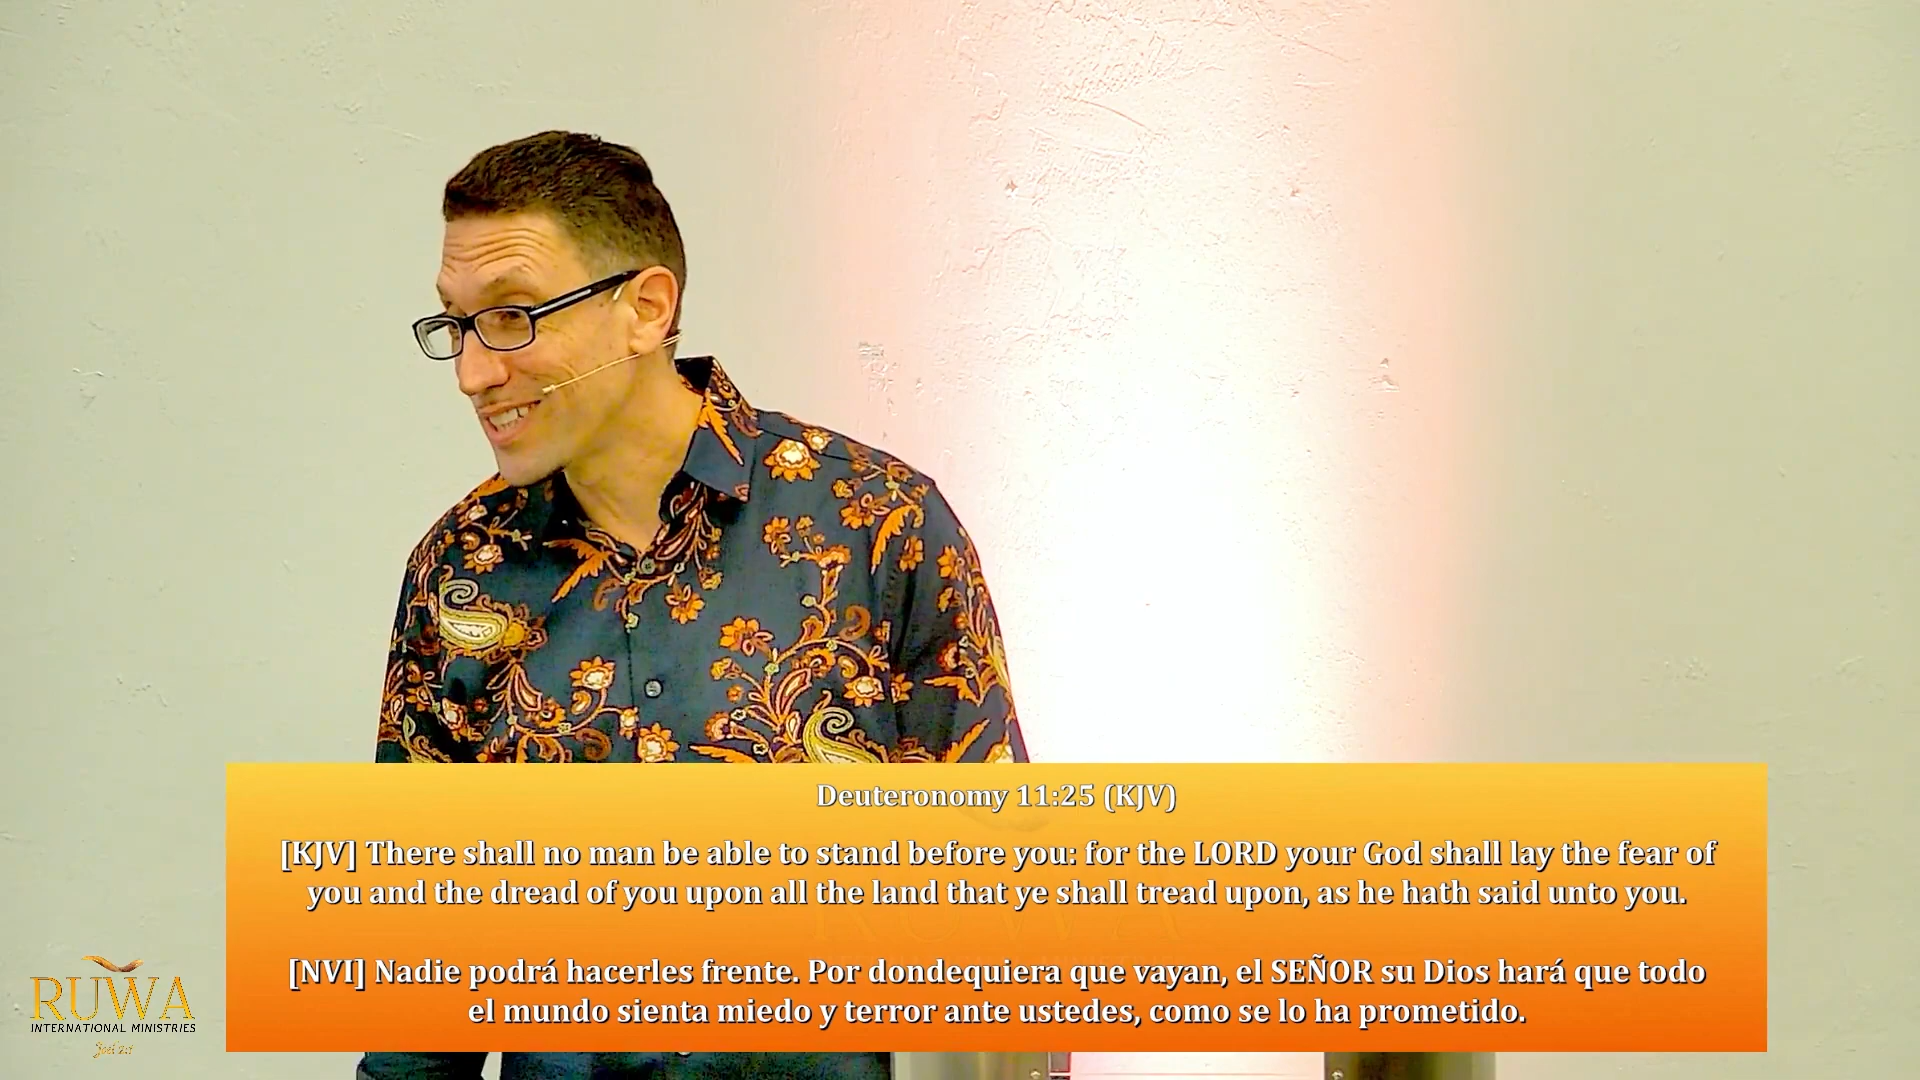 Deuteronomy 11:25 (KJV)
[KJV] There shall no man be able to stand before you: for the LORD your God shall lay the fear of
you and the dread of you upon all the land that ye shall tread upon, as he hath said unto you.
[NVI] Nadie podrá hacerles frente. Por dondequiera que vayan, el SEÑOR su Dios hará que todo
el mundo sienta miedo y terror ante ustedes, como se lo ha prometido.
RUWA
INTERNATIONAL MINISTRIES